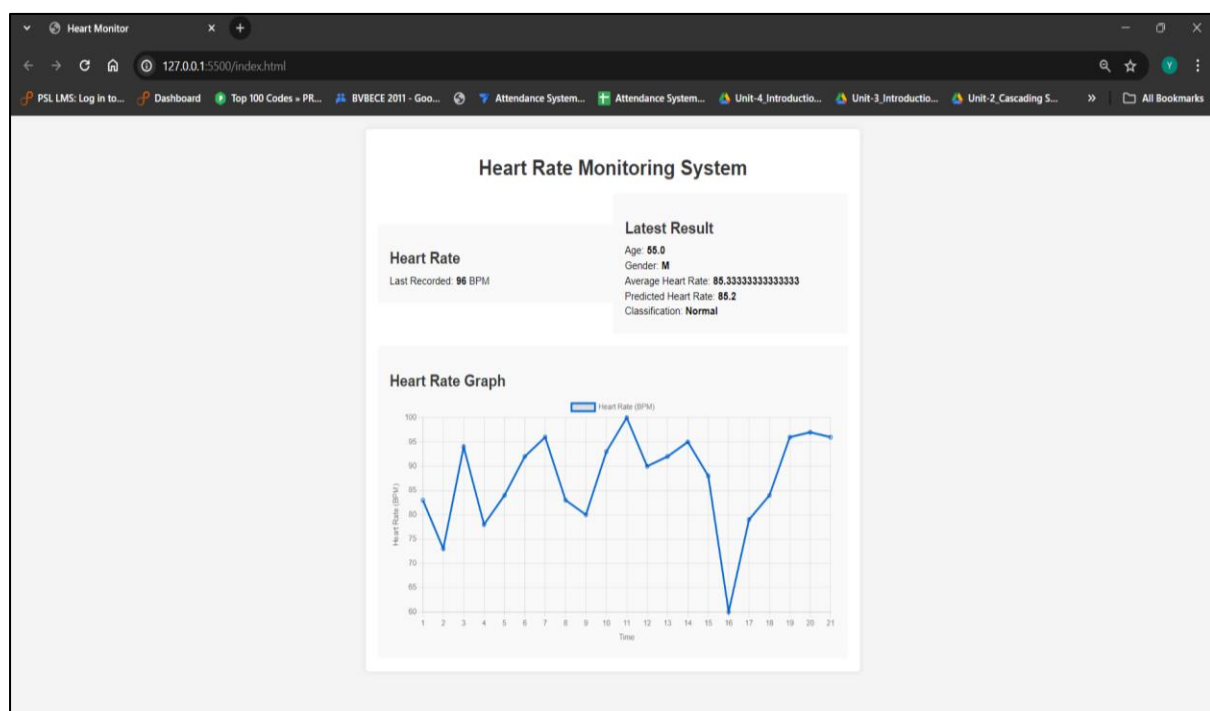 Heart Monitor
127.0.0.1:5500/index.html
Y
PSL LMS: Log in to... Dashboard Top 100 Codes » PR... BVBECE 2011 - Goo... Attendance System... Attendance System... Unit-4_Introductio... Unit-3_Introductio... Unit-2_Cascading S... » All Bookmarks
Heart Rate Monitoring System
Heart Rate
Last Recorded: 96 BPM
Latest Result
Age: 55.0
Gender: M
Average Heart Rate: 85.33333333333333
Predicted Heart Rate: 85.2
Classification: Normal
Heart Rate Graph
Heart Rate (BPM)
Heart Rate (BPM)
100
95
90
85
80
75
70
65
60
1 2 3 4 5 6 7 8 9 10 11 12 13 14 15 16 17 18 19 20 21
Time